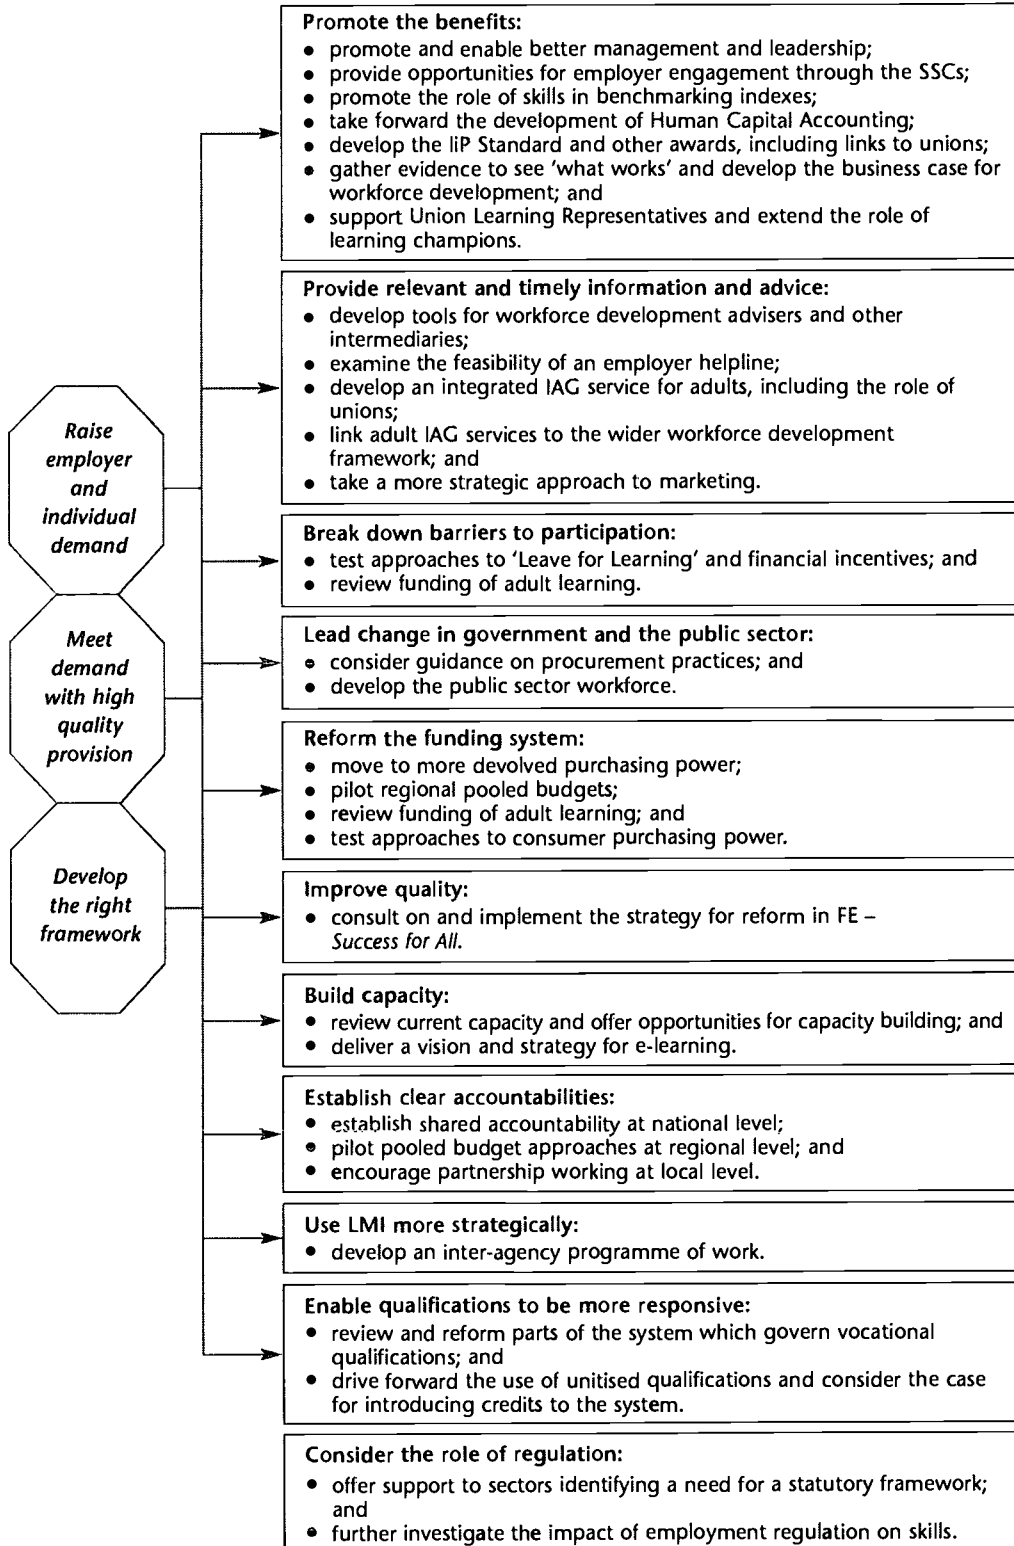 Raise
employer
and
individual
demand
Meet
demand
with high
quality
provision
Develop
the right
framework
Promote the benefits:
• promote and enable better management and leadership;
• provide opportunities for employer engagement through the SSCs;
• promote the role of skills in benchmarking indexes;
• take forward the development of Human Capital Accounting;
• develop the IiP Standard and other awards, including links to unions;
• gather evidence to see 'what works' and develop the business case for
workforce development; and
• support Union Learning Representatives and extend the role of
learning champions.
Provide relevant and timely information and advice:
• develop tools for workforce development advisers and other
intermediaries;
• examine the feasibility of an employer helpline;
• develop an integrated IAG service for adults, including the role of
unions;
• link adult IAG services to the wider workforce development
framework; and
• take a more strategic approach to marketing.
Break down barriers to participation:
• test approaches to 'Leave for Learning' and financial incentives; and
• review funding of adult learning.
Lead change in government and the public sector:
• consider guidance on procurement practices; and
• develop the public sector workforce.
Reform the funding system:
• move to more devolved purchasing power;
• pilot regional pooled budgets;
• review funding of adult learning; and
• test approaches to consumer purchasing power.
Improve quality:
• consult on and implement the strategy for reform in FE –
Success for All.
Build capacity:
• review current capacity and offer opportunities for capacity building; and
• deliver a vision and strategy for e-learning.
Establish clear accountabilities:
• establish shared accountability at national level;
• pilot pooled budget approaches at regional level; and
• encourage partnership working at local level.
Use LMI more strategically:
• develop an inter-agency programme of work.
Enable qualifications to be more responsive:
• review and reform parts of the system which govern vocational
qualifications; and
• drive forward the use of unitised qualifications and consider the case
for introducing credits to the system.
Consider the role of regulation:
• offer support to sectors identifying a need for a statutory framework;
and
• further investigate the impact of employment regulation on skills.